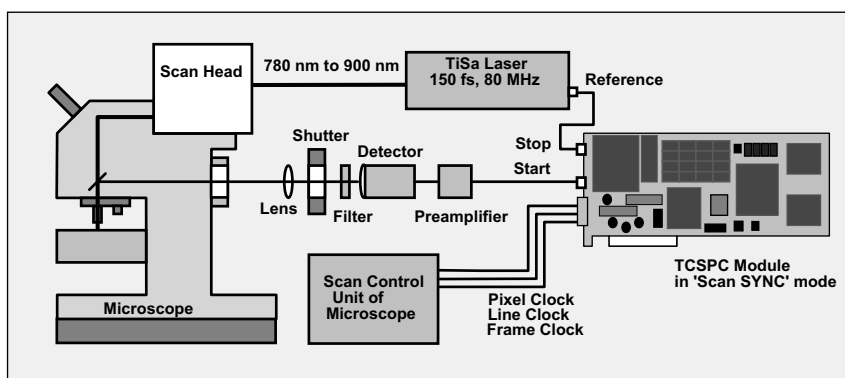 780 nm to 900 nm
TiSa Laser
150 fs, 80 MHz
Scan Head
Reference
Shutter
Detector
Stop
Start
Lens
Filter
Preamplifier
Scan Control
Unit of
Microscope
TCSPC Module
in 'Scan SYNC' mode
Pixel Clock
Line Clock
Frame Clock
Microscope